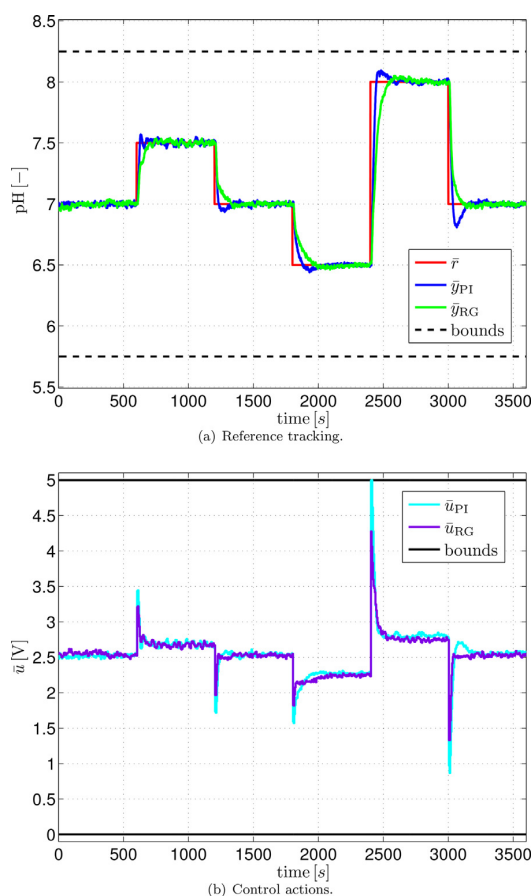 8.5
8
7.5
7
6.5
6
5.5
pH [−]
r̄
ȳPI
ȳRG
bounds
0 500 1000 1500 2000 2500 3000 3500
time [s]
(a) Reference tracking.
5
4.5
4
3.5
3
2.5
2
1.5
1
0.5
0
ū [V]
ūPI
ūRG
bounds
0 500 1000 1500 2000 2500 3000 3500
time [s]
(b) Control actions.